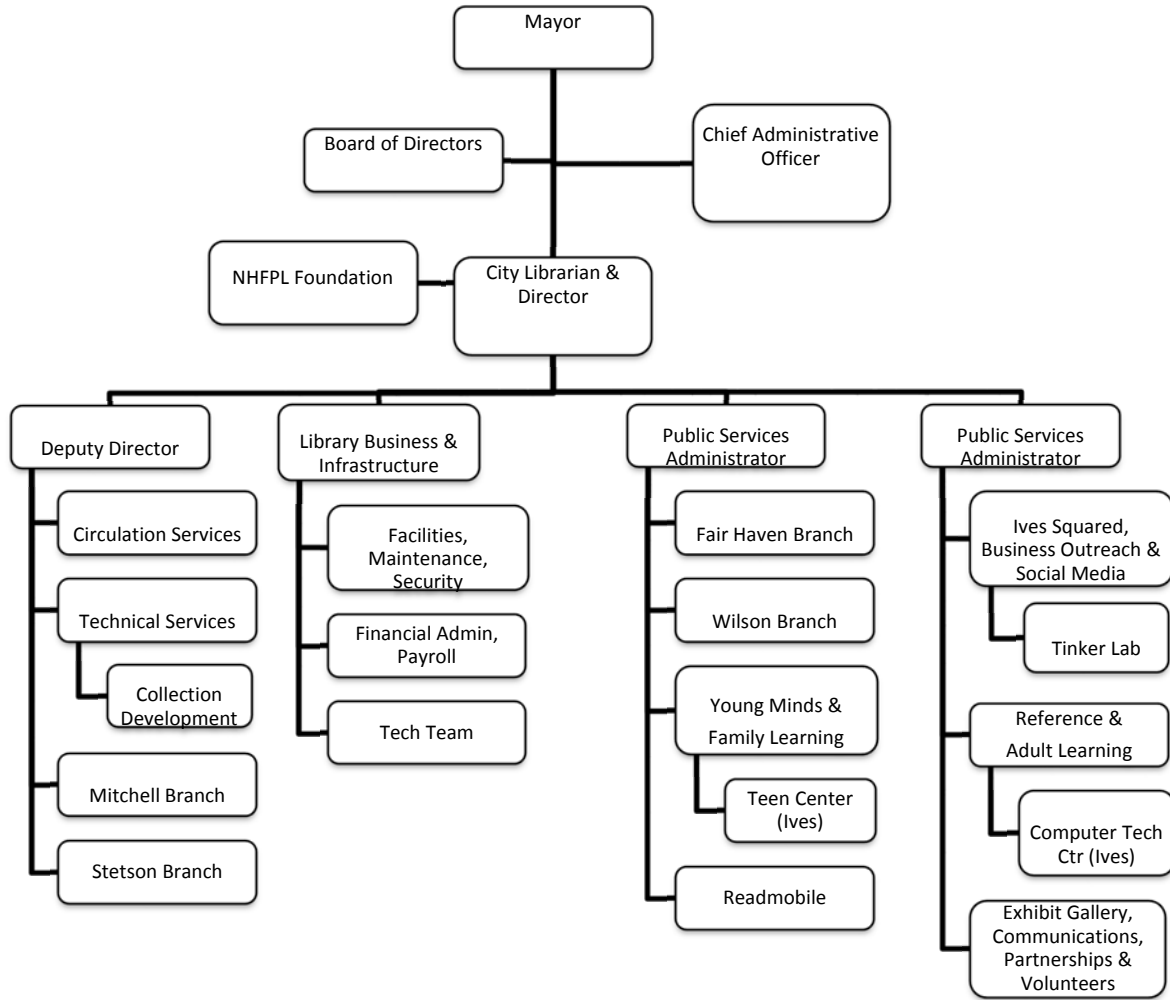 Mayor
Board of Directors
Chief Administrative
Officer
NHFPL Foundation
City Librarian &
Director
Deputy Director
Circulation Services
Technical Services
Collection
Development
Mitchell Branch
Stetson Branch
Library Business &
Infrastructure
Facilities,
Maintenance,
Security
Financial Admin,
Payroll
Tech Team
Public Services
Administrator
Fair Haven Branch
Wilson Branch
Young Minds &
Family Learning
Teen Center
(Ives)
Readmobile
Public Services
Administrator
Ives Squared,
Business Outreach &
Social Media
Tinker Lab
Reference &
Adult Learning
Computer Tech
Ctr (Ives)
Exhibit Gallery,
Communications,
Partnerships &
Volunteers